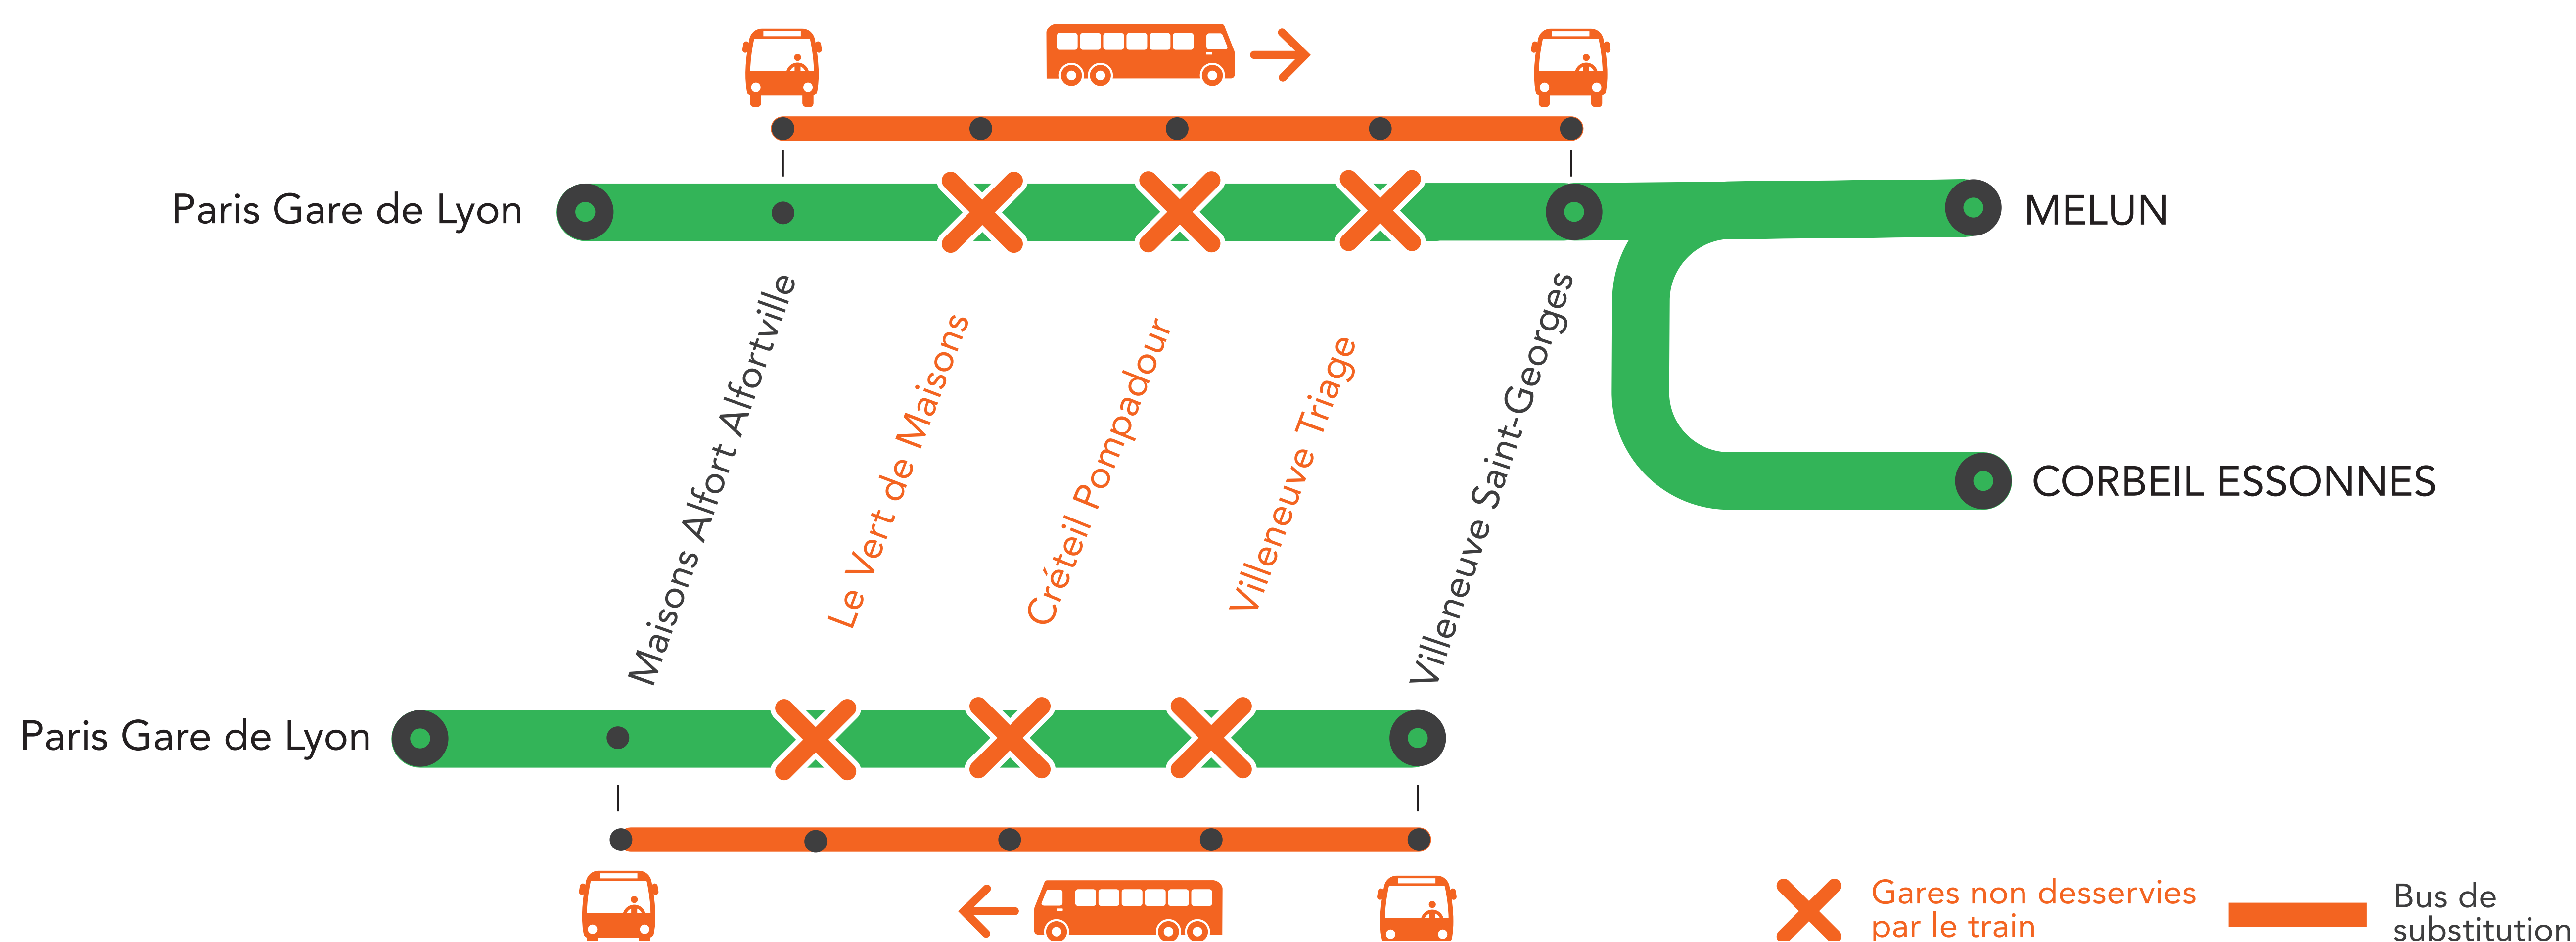 Paris Gare de Lyon
MELUN
Maisons Alfort Alfortville
Le Vert de Maisons
Créteil Pompadour
Villeneuve Triage
Villeneuve Saint-Georges
CORBEIL ESSONNES
Paris Gare de Lyon
Gares non desservies
par le train
Bus de
substitution